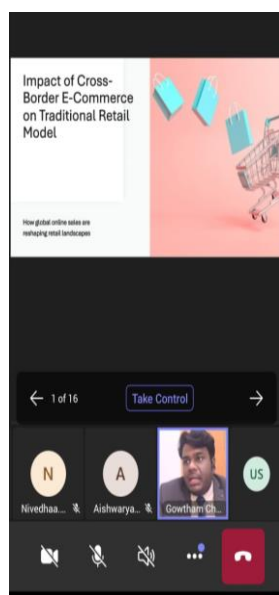 Impact of Cross-
Border E-Commerce
on Traditional Retail
Model
How global online sales are
reshaping retail landscapes
1 of 16
Take Control
N
A
US
Nivedhaa...
Aishwarya...
Gowtham Ch...